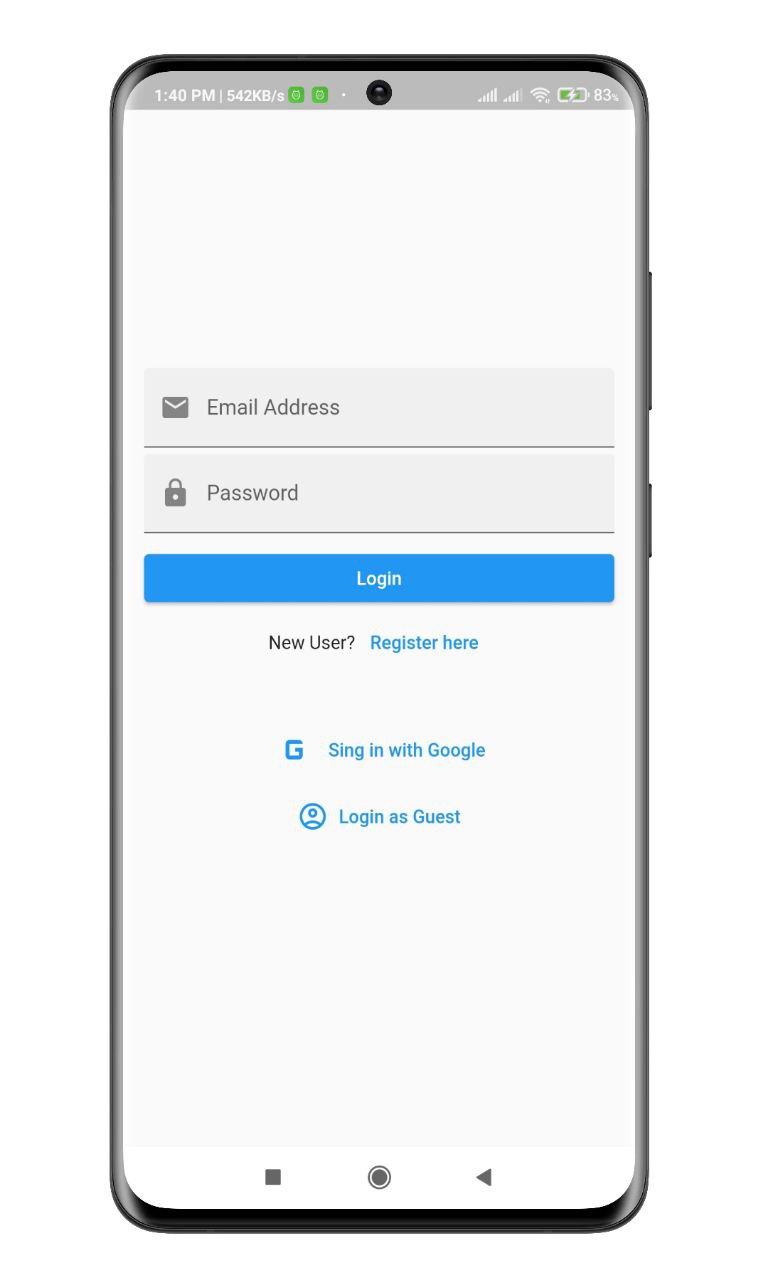 1:40 PM | 542KB/s 83%
Email Address
Password
Login
New User? Register here
G Sing in with Google
Login as Guest